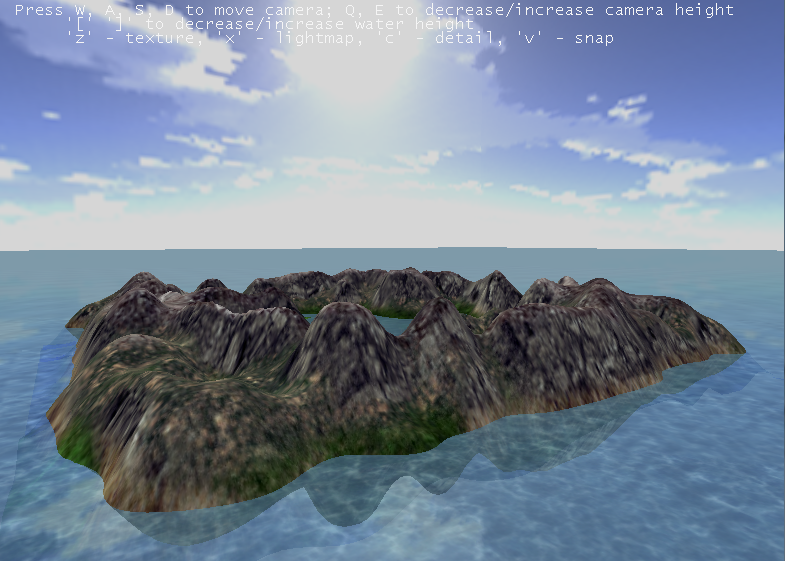 Press W, A, S, D to move camera; Q, E to decrease/increase camera height
'[', ']' to decrease/increase water height
'z' - texture, 'x' - lightmap, 'c' - detail, 'v' - snap